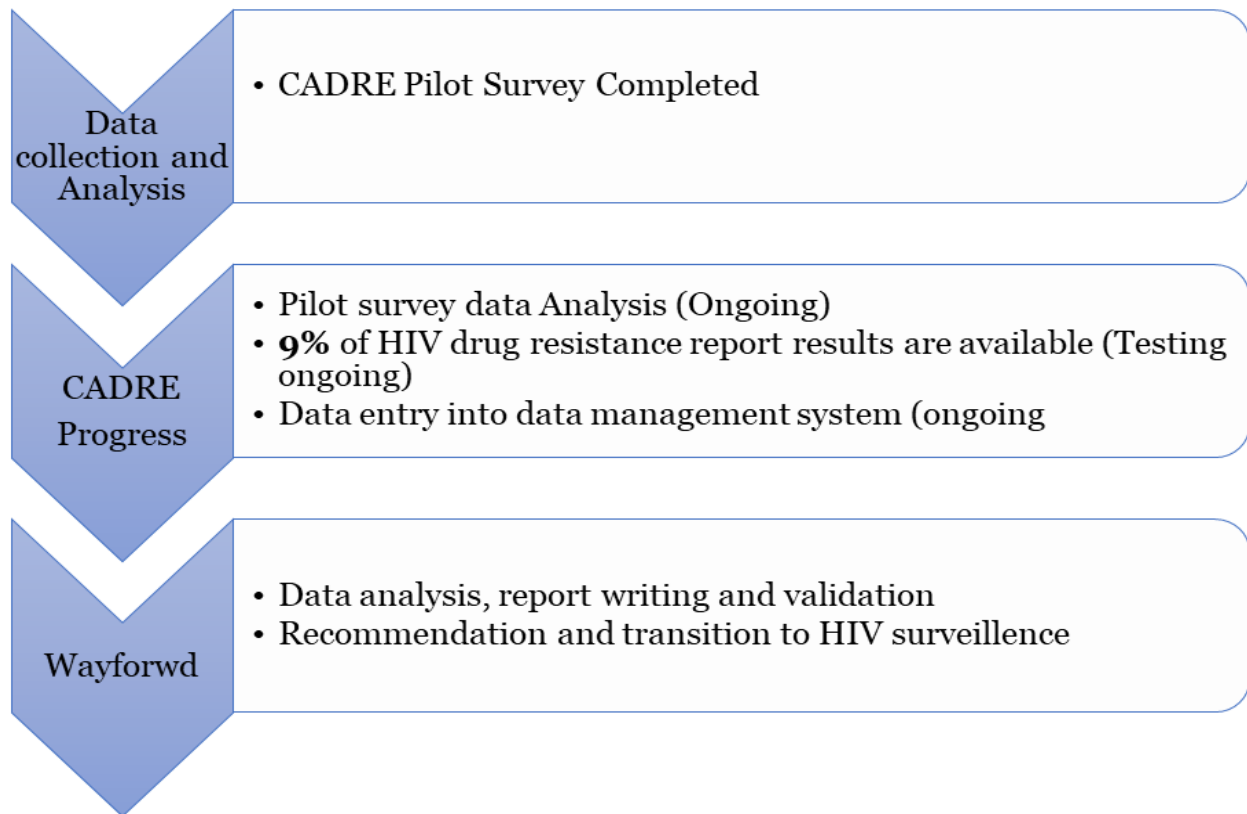 Data
collection and
Analysis
• CADRE Pilot Survey Completed
CADRE
Progress
• Pilot survey data Analysis (Ongoing)
• 9% of HIV drug resistance report results are available (Testing
ongoing)
• Data entry into data management system (ongoing
Wayforwd
• Data analysis, report writing and validation
• Recommendation and transition to HIV surveillence